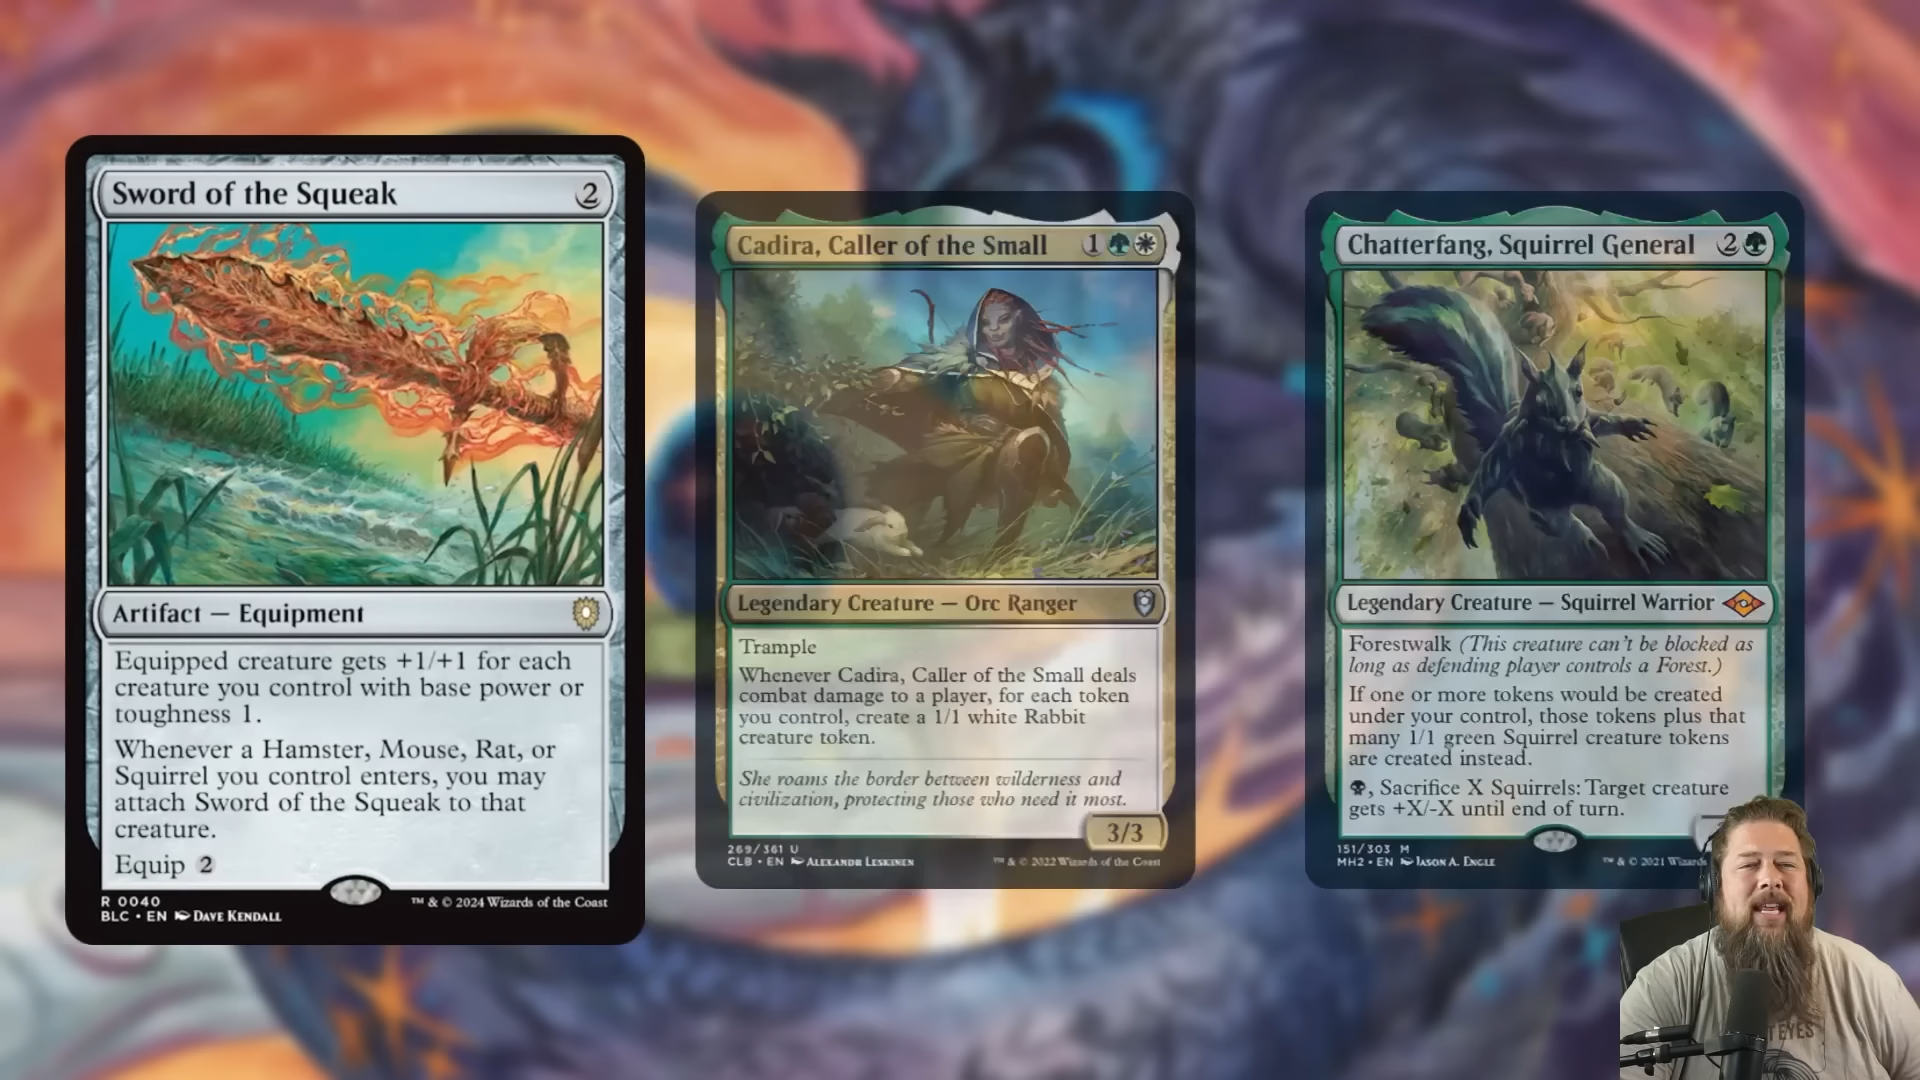 Sword of the Squeak 2
Artifact — Equipment
Equipped creature gets +1/+1 for each
creature you control with base power or
toughness 1.
Whenever a Hamster, Mouse, Rat, or
Squirrel you control enters, you may
attach Sword of the Squeak to that
creature.
Equip 2
R 0040
BLC • EN DAVE KENDALL
™ & © 2024 Wizards of the Coast
Cadira, Caller of the Small 1
Legendary Creature — Orc Ranger
Trample
Whenever Cadira, Caller of the Small deals
combat damage to a player, for each token
you control, create a 1/1 white Rabbit
creature token.
She roams the border between wilderness and
civilization, protecting those who need it most.
3/3
269/361 U
CLB • EN ALEXANDR LESKINEN
™ & © 2022 Wizards of the Coast
Chatterfang, Squirrel General 2
Legendary Creature — Squirrel Warrior
Forestwalk (This creature can't be blocked as
long as defending player controls a Forest.)
If one or more tokens would be created
under your control, those tokens plus that
many 1/1 green Squirrel creature tokens
are created instead.
, Sacrifice X Squirrels: Target creature
gets +X/-X until end of turn.
151/303 M
MH2 • EN JASON A. ENGLE
™ & © 2021 Wizards